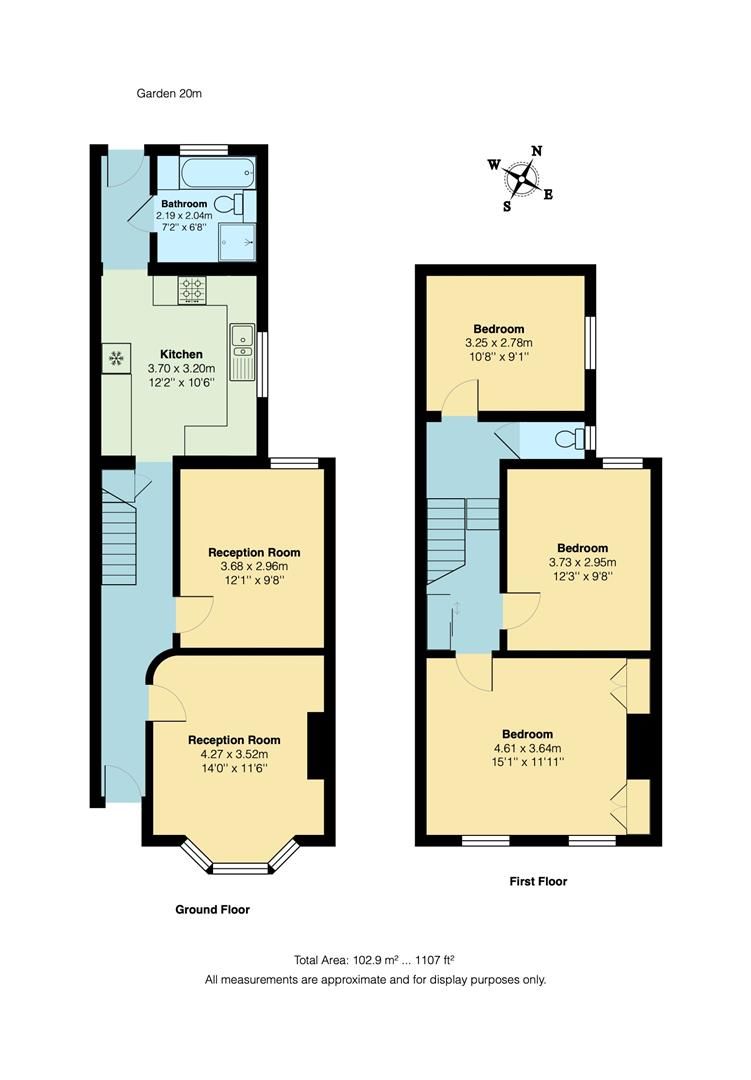 Garden 20m
N
W
E
S
Bathroom
2.19 x 2.04m
7'2'' x 6'8''
Kitchen
3.70 x 3.20m
12'2'' x 10'6''
Reception Room
3.68 x 2.96m
12'1'' x 9'8''
Reception Room
4.27 x 3.52m
14'0'' x 11'6''
Ground Floor
Bedroom
3.25 x 2.78m
10'8'' x 9'1''
Bedroom
3.73 x 2.95m
12'3'' x 9'8''
Bedroom
4.61 x 3.64m
15'1'' x 11'11''
First Floor
Total Area: 102.9 m² ... 1107 ft²
All measurements are approximate and for display purposes only.